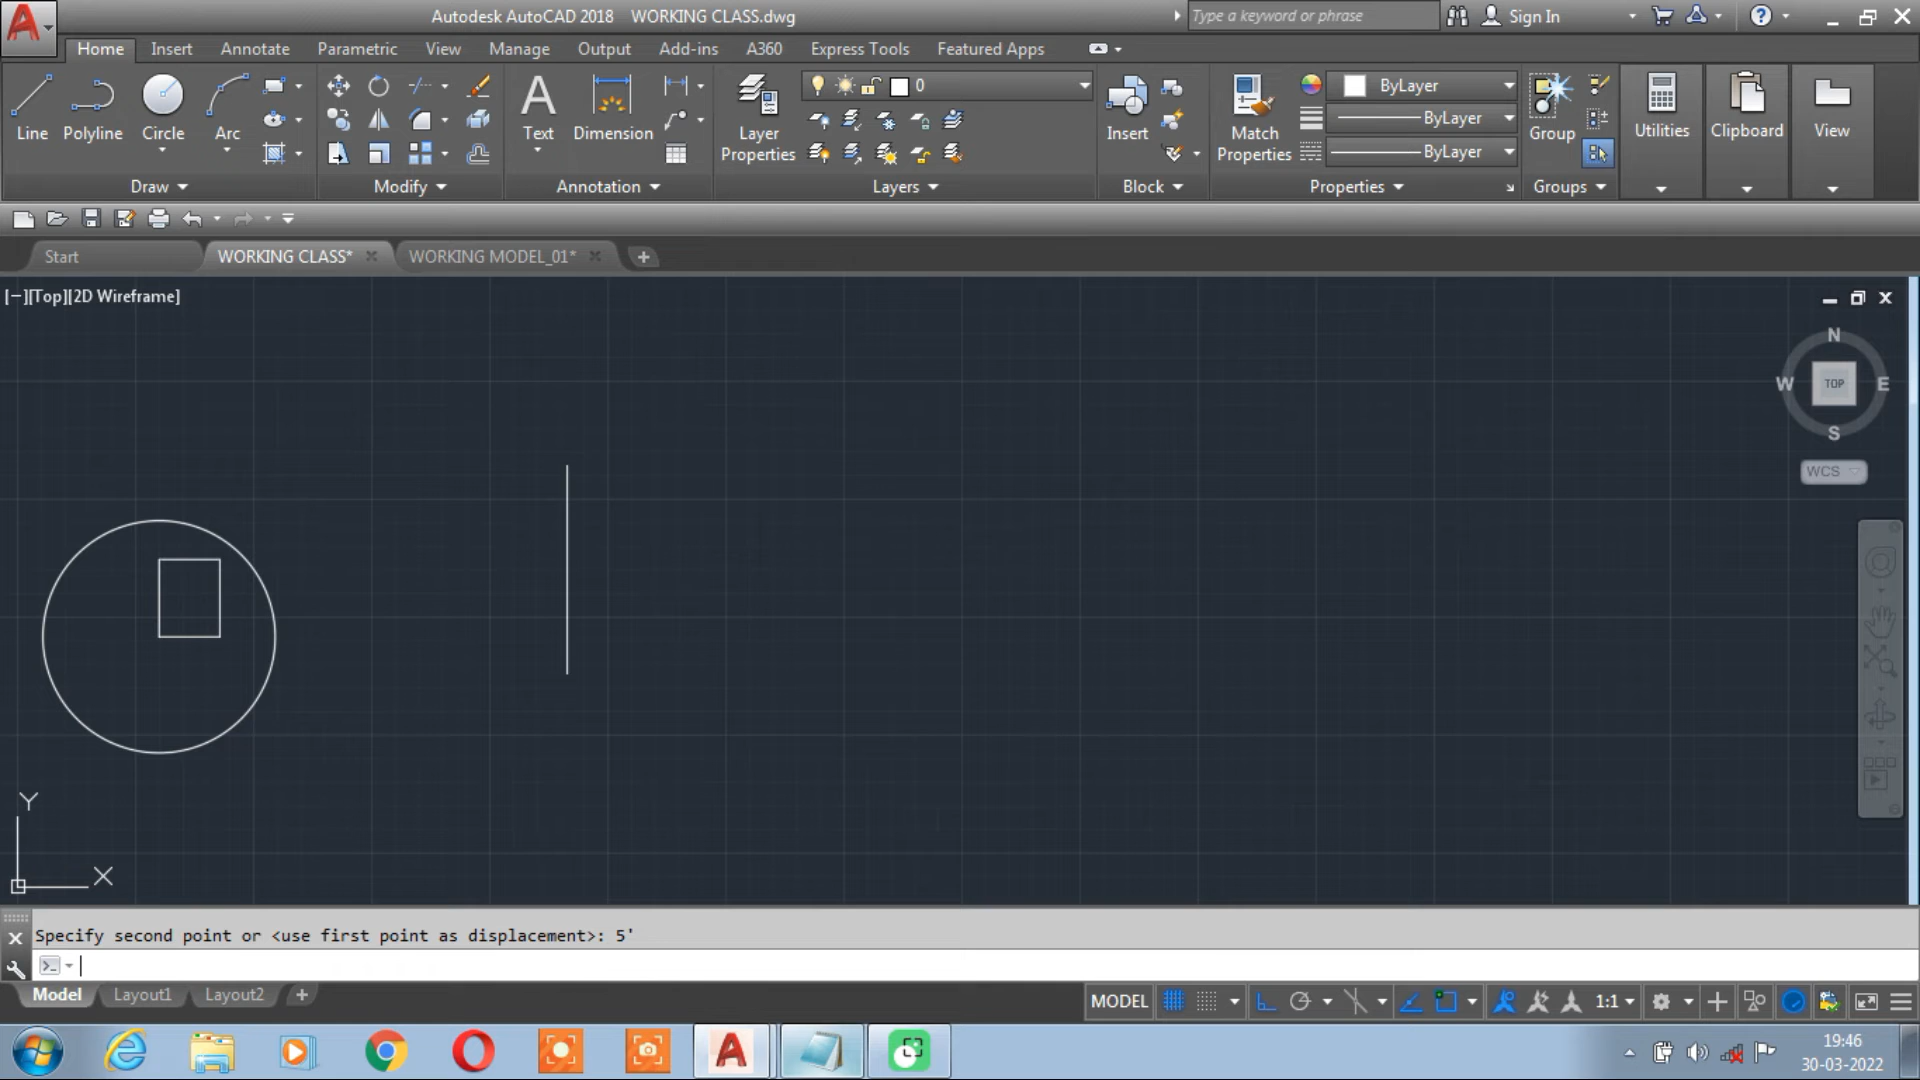 Autodesk AutoCAD 2018 WORKING CLASS.dwg
Type a keyword or phrase
Sign In
Home Insert Annotate Parametric View Manage Output Add-ins A360 Express Tools Featured Apps
0
ByLayer
ByLayer
ByLayer
Line Polyline Circle Arc
Text Dimension
Layer Properties
Insert
Match Properties
Group
Utilities Clipboard View
Draw Modify Annotation Layers Block Properties Groups
Start WORKING CLASS* WORKING MODEL_01*
[−][Top][2D Wireframe]
N
W TOP E
S
WCS
Y
X
Specify second point or <use first point as displacement>: 5'
Model Layout1 Layout2
MODEL 1:1
19:46
30-03-2022